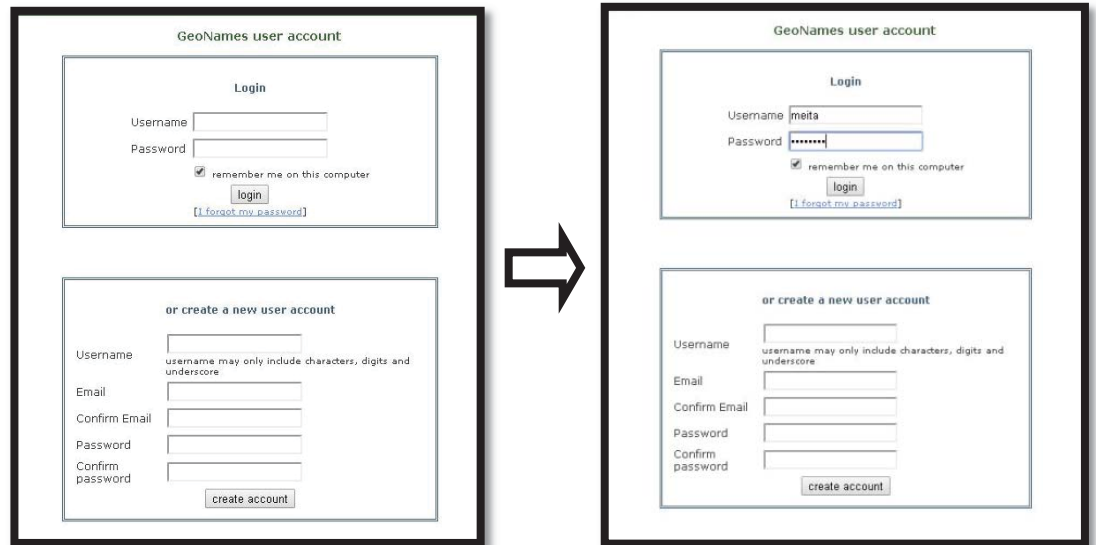 GeoNames user account
Login
Username
Password
remember me on this computer
login
[I forgot my password]
or create a new user account
Username
username may only include characters, digits and
underscore
Email
Confirm Email
Password
Confirm
password
create account
GeoNames user account
Login
Username meita
Password ••••••••
remember me on this computer
login
[I forgot my password]
or create a new user account
Username
username may only include characters, digits and
underscore
Email
Confirm Email
Password
Confirm
password
create account